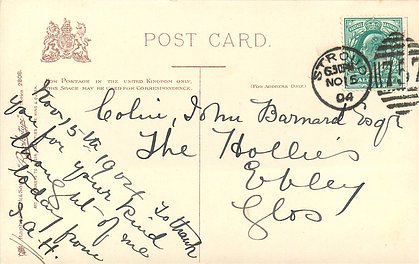 POST CARD.
FOR POSTAGE IN THE UNITED KINGDOM ONLY,
THIS SPACE MAY BE USED FOR CORRESPONDENCE.
(FOR ADDRESS ONLY.)
STROUD
NO 15
04
Nov. 15th 1904
To thank
you for your kind
thought of me
today from
S. A. H.
John Barnard Esqr
The Hollies
Ebley
Glos